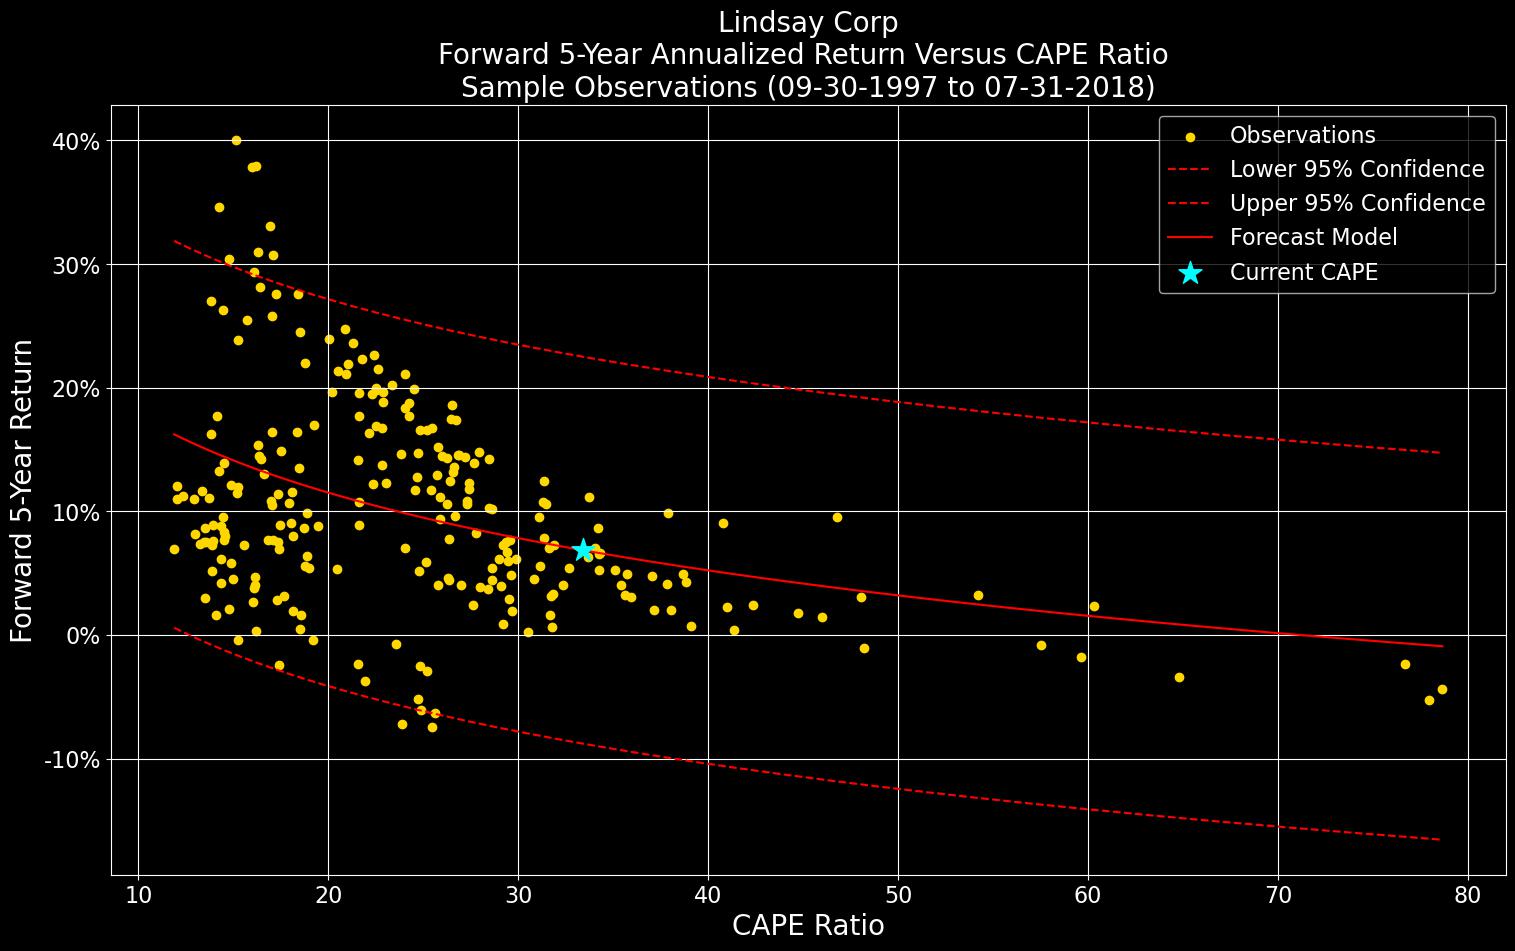 Lindsay Corp
Forward 5-Year Annualized Return Versus CAPE Ratio
Sample Observations (09-30-1997 to 07-31-2018)
Observations
Lower 95% Confidence
Upper 95% Confidence
Forecast Model
Current CAPE
Forward 5-Year Return
40%
30%
20%
10%
0%
-10%
10 20 30 40 50 60 70 80
CAPE Ratio